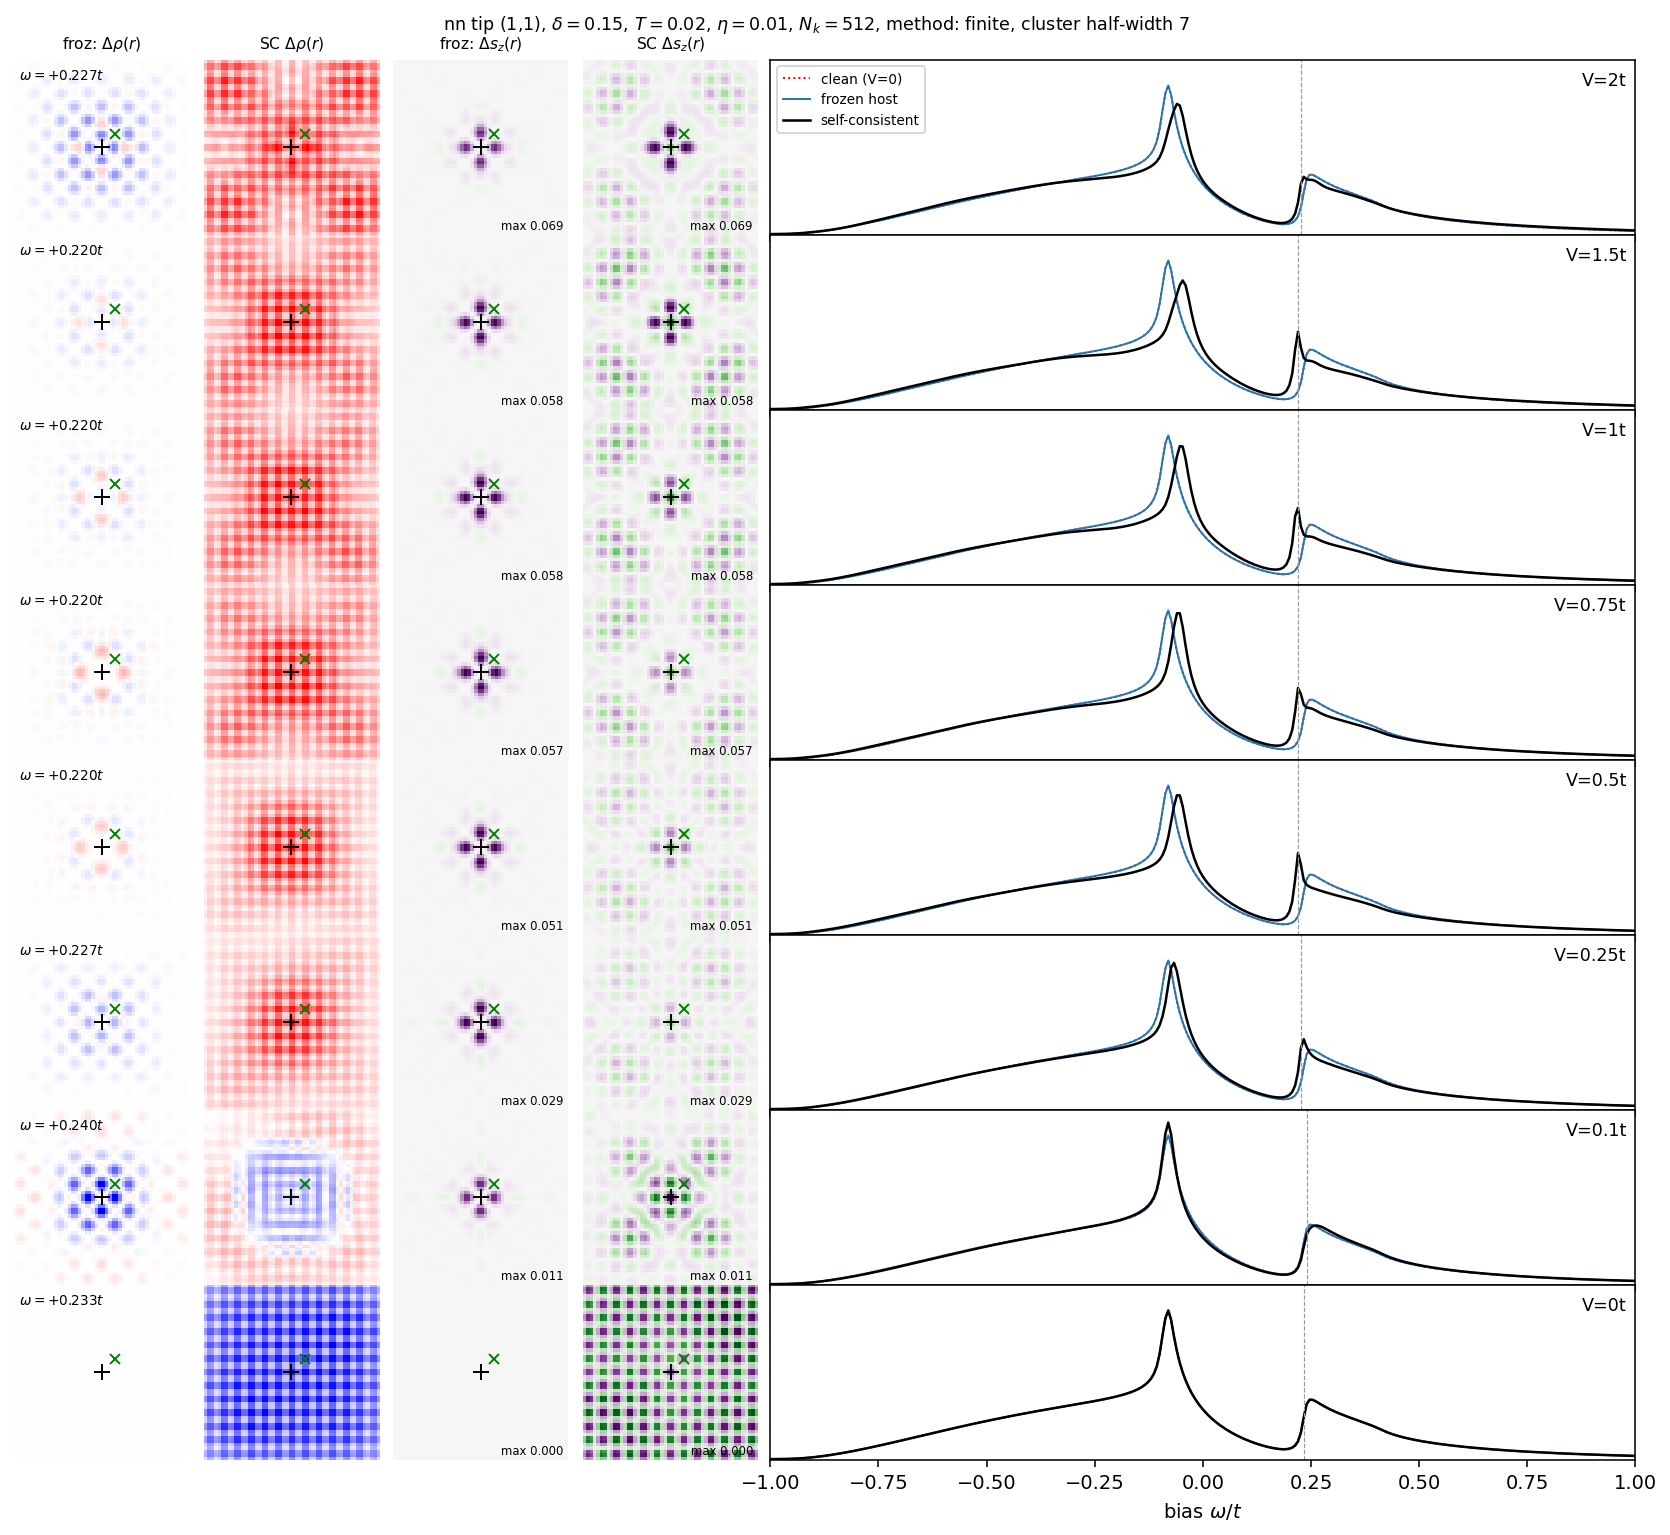 nn tip (1,1), δ = 0.15, T = 0.02, η = 0.01, N_k = 512, method: finite, cluster half-width 7
froz: Δρ(r)
SC Δρ(r)
froz: Δs_z(r)
SC Δs_z(r)
ω = +0.227t
max 0.069
max 0.069
clean (V=0)
frozen host
self-consistent
V=2t
ω = +0.220t
max 0.058
max 0.058
V=1.5t
ω = +0.220t
max 0.058
max 0.058
V=1t
ω = +0.220t
max 0.057
max 0.057
V=0.75t
ω = +0.220t
max 0.051
max 0.051
V=0.5t
ω = +0.227t
max 0.029
max 0.029
V=0.25t
ω = +0.240t
max 0.011
max 0.011
V=0.1t
ω = +0.233t
max 0.000
max 0.000
V=0t
−1.00 −0.75 −0.50 −0.25 0.00 0.25 0.50 0.75 1.00
bias ω/t